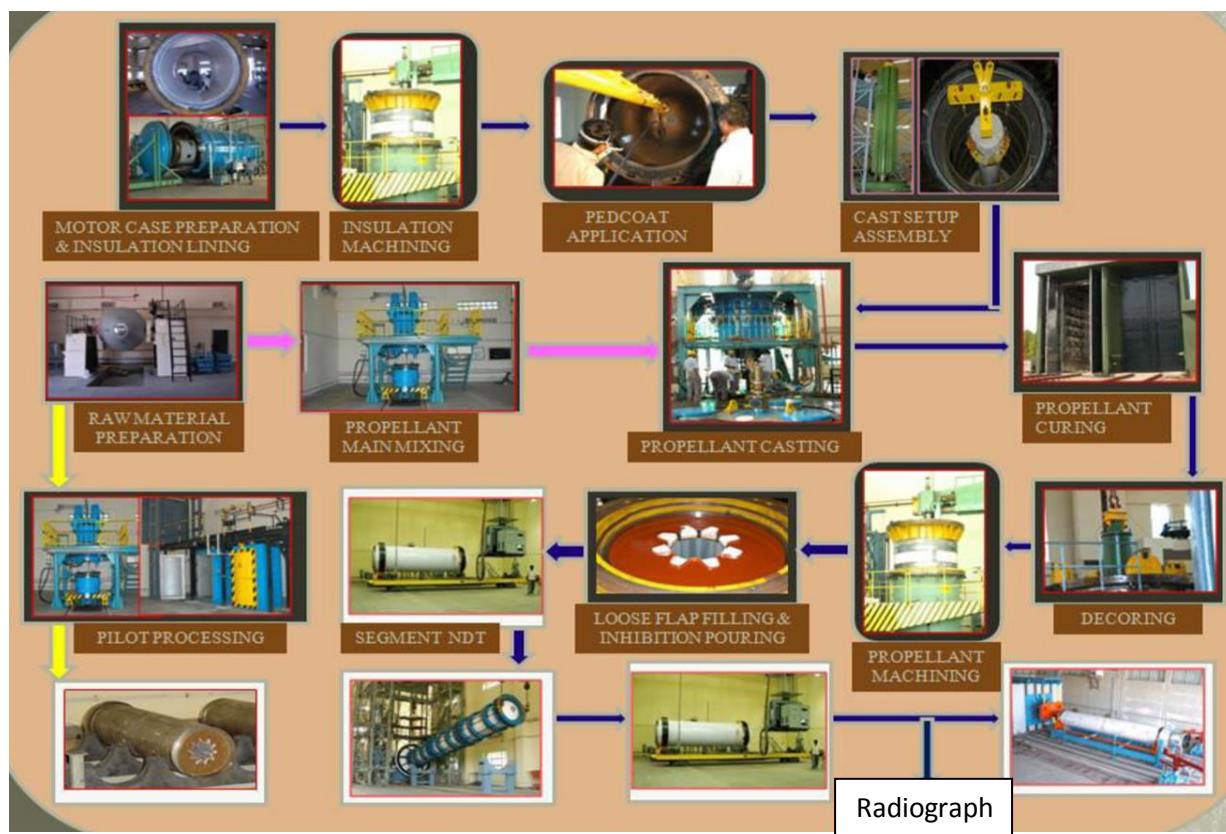 MOTOR CASE PREPARATION
& INSULATION LINING
INSULATION
MACHINING
PEDCOAT
APPLICATION
CAST SETUP
ASSEMBLY
RAW MATERIAL
PREPARATION
PROPELLANT
MAIN MIXING
PROPELLANT CASTING
PROPELLANT
CURING
PILOT PROCESSING
SEGMENT NDT
LOOSE FLAP FILLING &
INHIBITION POURING
PROPELLANT
MACHINING
DECORING
Radiograph